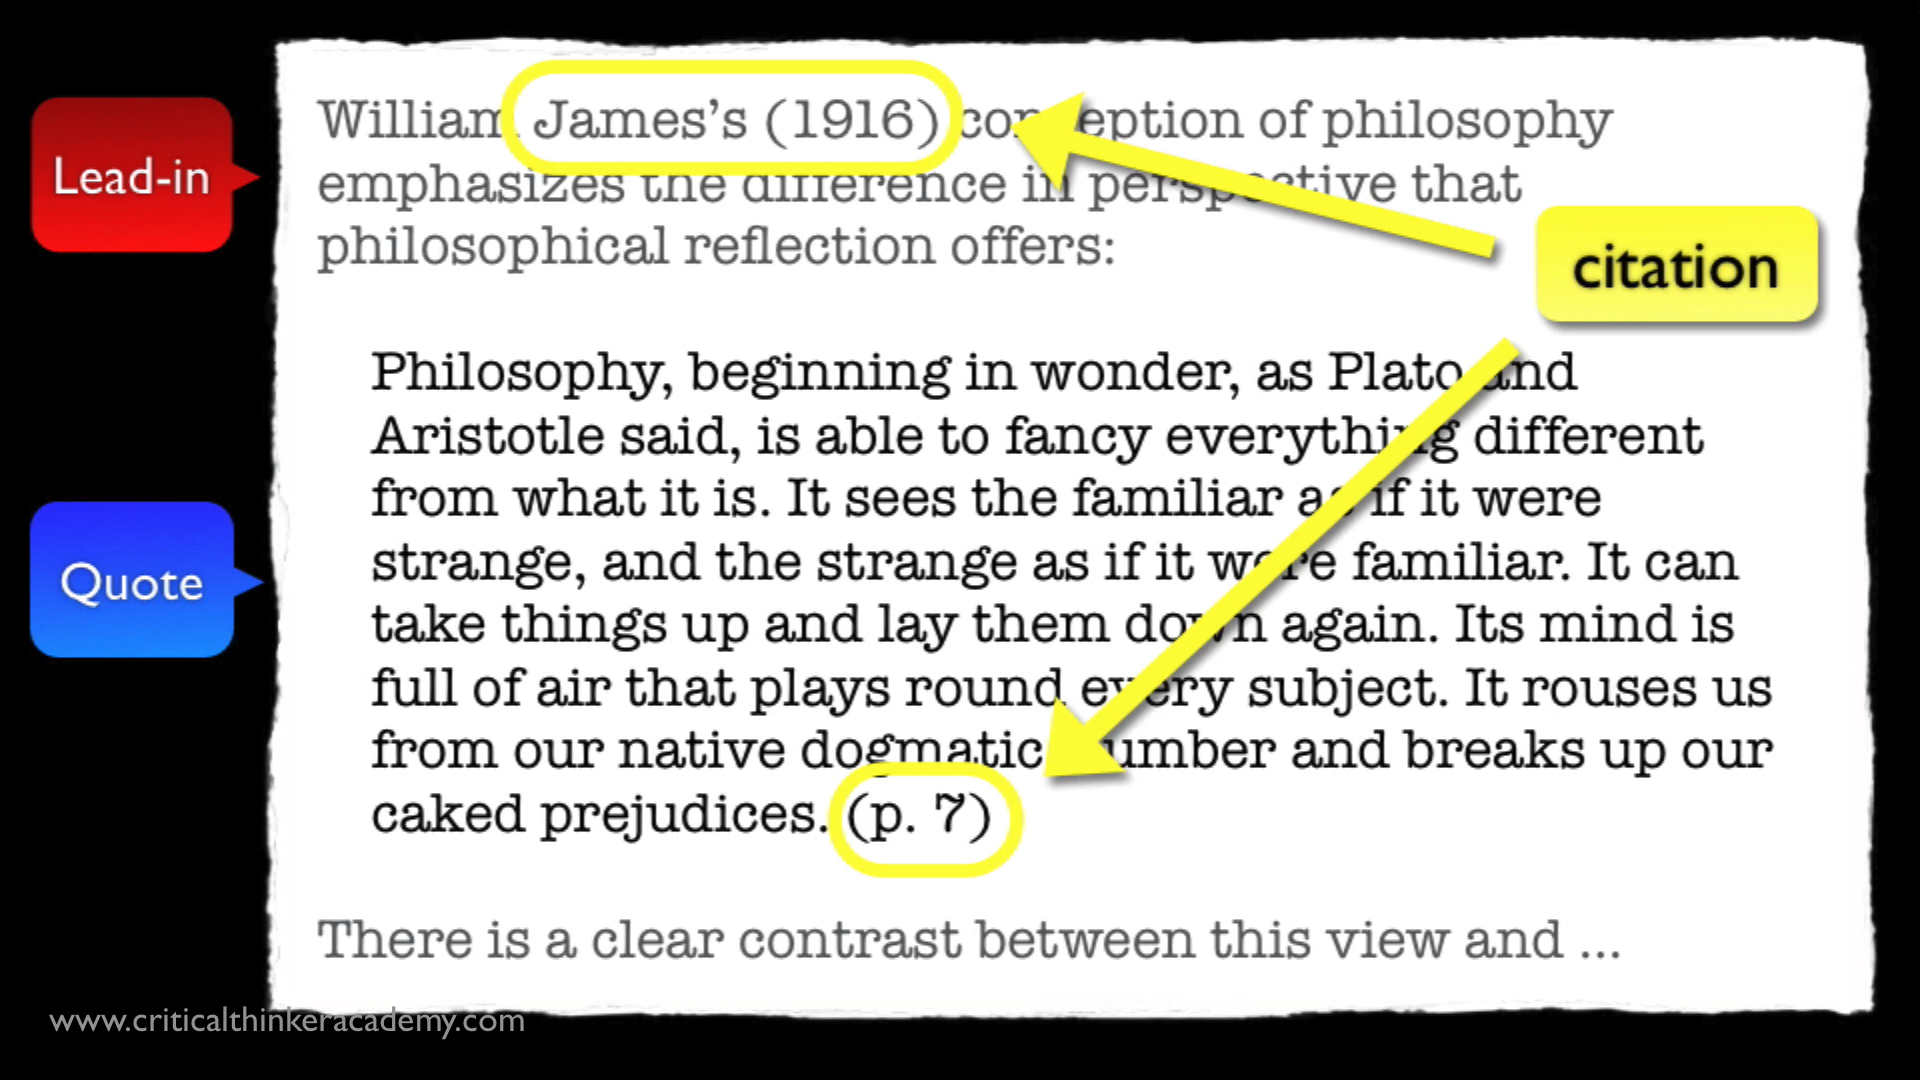 William James's (1916) conception of philosophy
emphasizes the difference in perspective that
philosophical reflection offers:
Lead-in
citation
Philosophy, beginning in wonder, as Plato and
Aristotle said, is able to fancy everything different
from what it is. It sees the familiar as if it were
strange, and the strange as if it were familiar. It can
take things up and lay them down again. Its mind is
full of air that plays round every subject. It rouses us
from our native dogmatic slumber and breaks up our
caked prejudices. (p. 7)
Quote
There is a clear contrast between this view and ...
www.criticalthinkeracademy.com